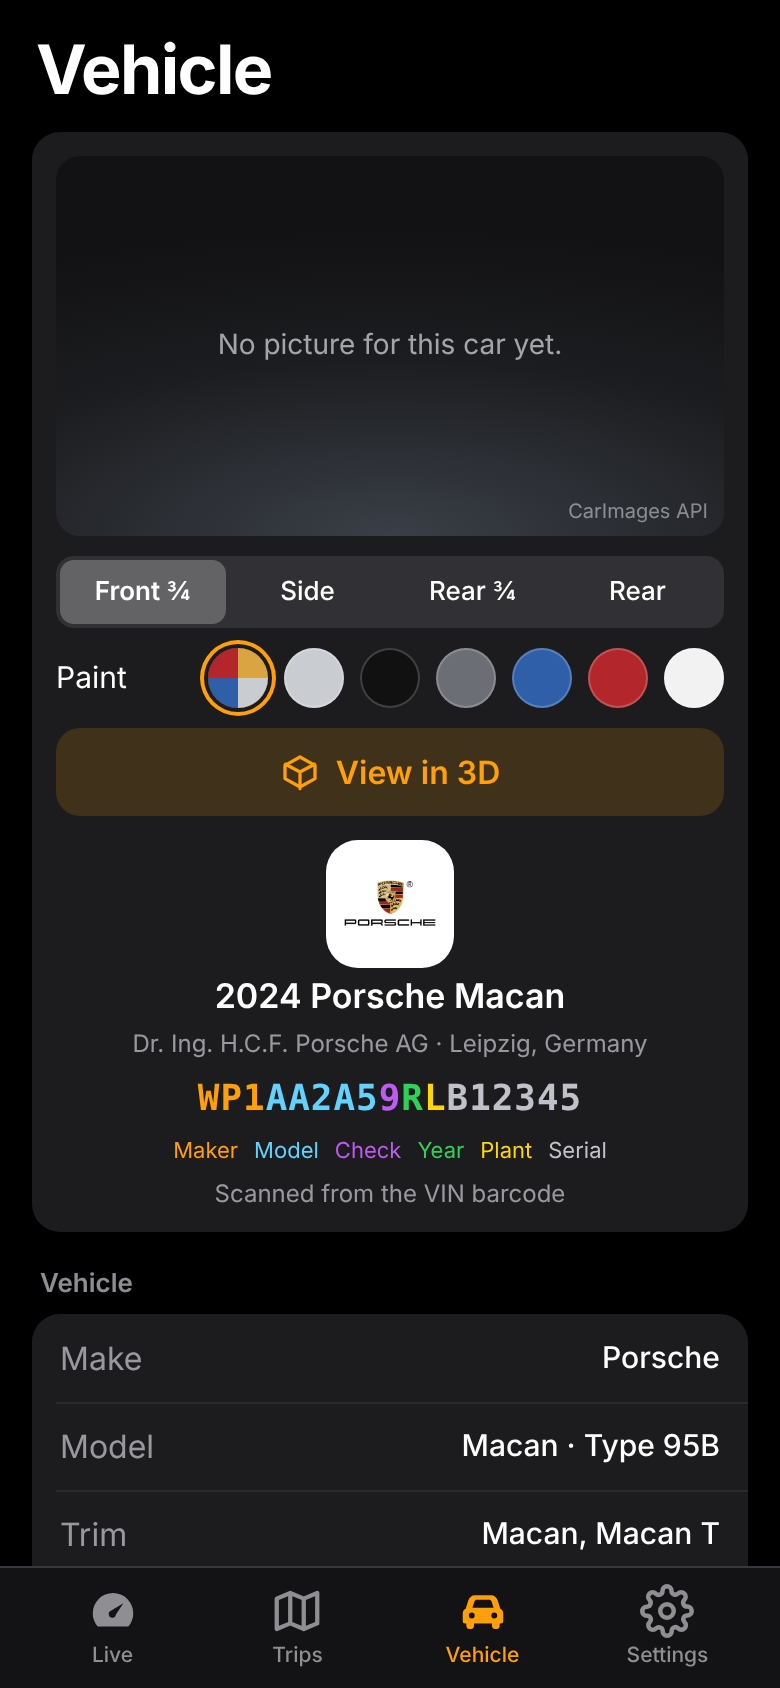 Vehicle
No picture for this car yet.
CarImages API
Front ¾ Side Rear ¾ Rear
Paint
View in 3D
PORSCHE ®
PORSCHE
2024 Porsche Macan
Dr. Ing. H.C.F. Porsche AG · Leipzig, Germany
WP1AA2A59RLB12345
Maker Model Check Year Plant Serial
Scanned from the VIN barcode
Vehicle
Make Porsche
Model Macan · Type 95B
Trim Macan, Macan T
Live Trips Vehicle Settings